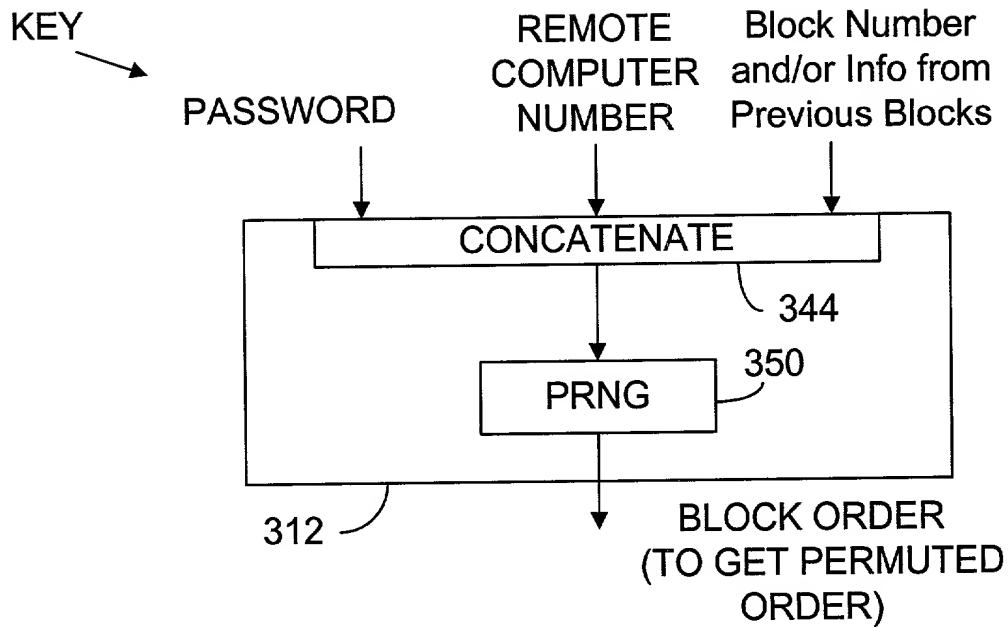 KEY
PASSWORD
REMOTE
COMPUTER
NUMBER
Block Number
and/or Info from
Previous Blocks
CONCATENATE
344
350
PRNG
312
BLOCK ORDER
(TO GET PERMUTED
ORDER)